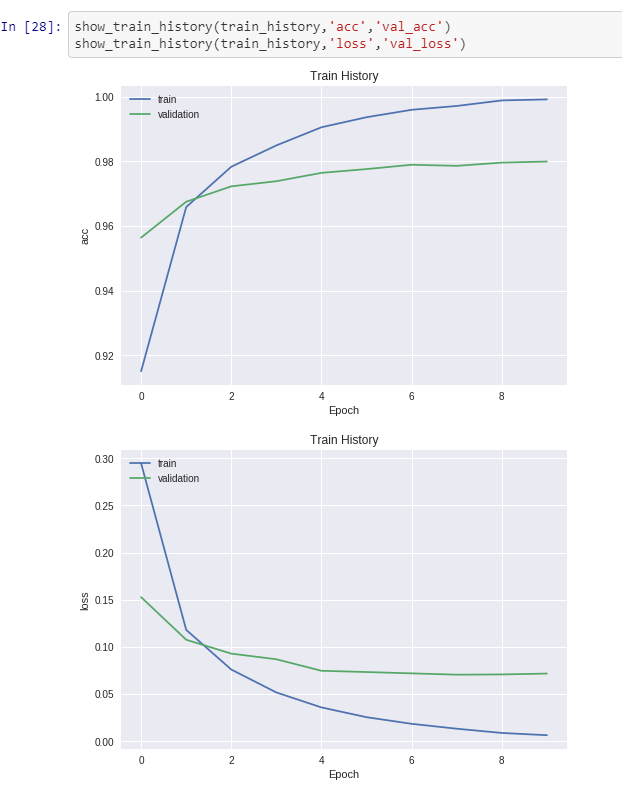 In [28]: show_train_history(train_history,'acc','val_acc')
show_train_history(train_history,'loss','val_loss')
Train History
train
validation
1.00
0.98
0.96
0.94
0.92
acc
0 2 4 6 8
Epoch
Train History
train
validation
0.30
0.25
0.20
0.15
0.10
0.05
0.00
loss
0 2 4 6 8
Epoch